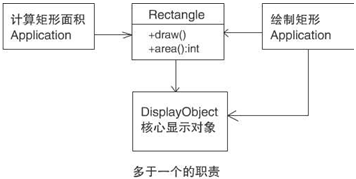 计算矩形面积
Application
Rectangle
+draw()
+area():int
绘制矩形
Application
DisplayObject
核心显示对象
多于一个的职责